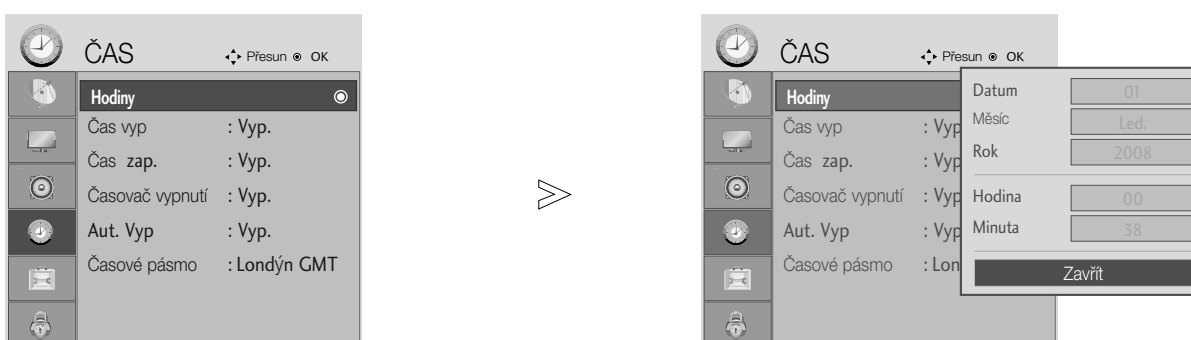 ČAS Přesun OK
Hodiny
Čas vyp : Vyp.
Čas zap. : Vyp.
Časovač vypnutí : Vyp.
Aut. Vyp : Vyp.
Časové pásmo : Londýn GMT
ČAS Přesun OK
Hodiny
Čas vyp : Vyp
Čas zap. : Vyp
Časovač vypnutí : Vyp
Aut. Vyp : Vyp
Časové pásmo : Lon
Datum 01
Měsíc Led.
Rok 2008
Hodina 00
Minuta 38
Zavřít